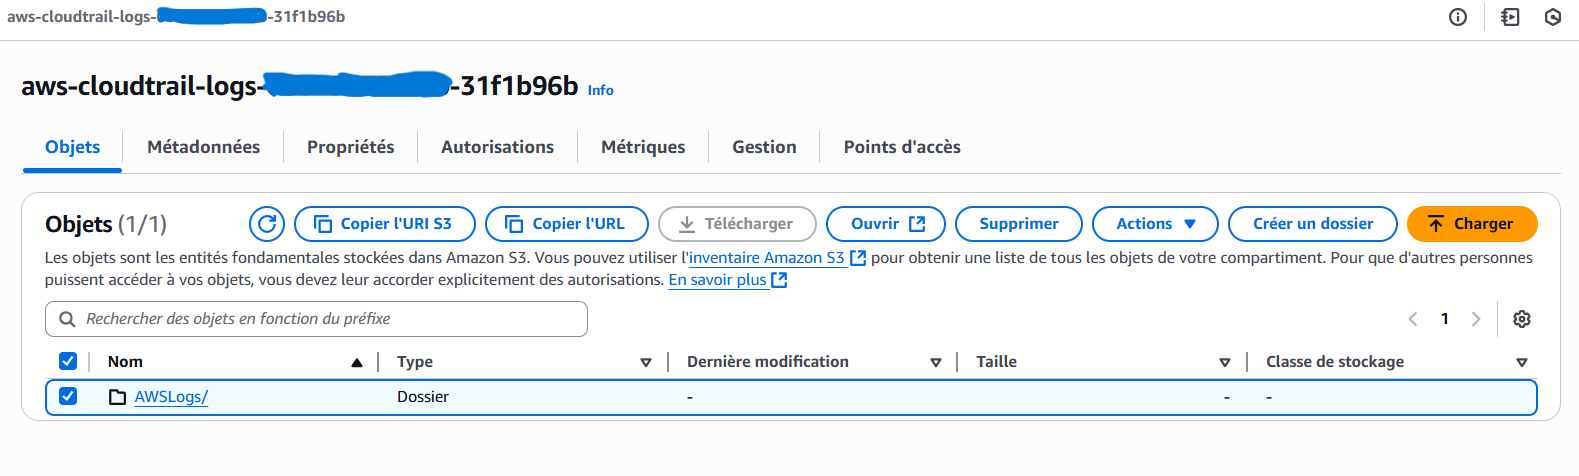 aws-cloudtrail-logs- -31f1b96b
aws-cloudtrail-logs- -31f1b96b Info
Objets Métadonnées Propriétés Autorisations Métriques Gestion Points d'accès
Objets (1/1) Copier l'URI S3 Copier l'URL Télécharger Ouvrir Supprimer Actions Créer un dossier Charger
Les objets sont les entités fondamentales stockées dans Amazon S3. Vous pouvez utiliser l'inventaire Amazon S3 pour obtenir une liste de tous les objets de votre compartiment. Pour que d'autres personnes
puissent accéder à vos objets, vous devez leur accorder explicitement des autorisations. En savoir plus
Rechercher des objets en fonction du préfixe 1
Nom Type Dernière modification Taille Classe de stockage
AWSLogs/ Dossier - - -